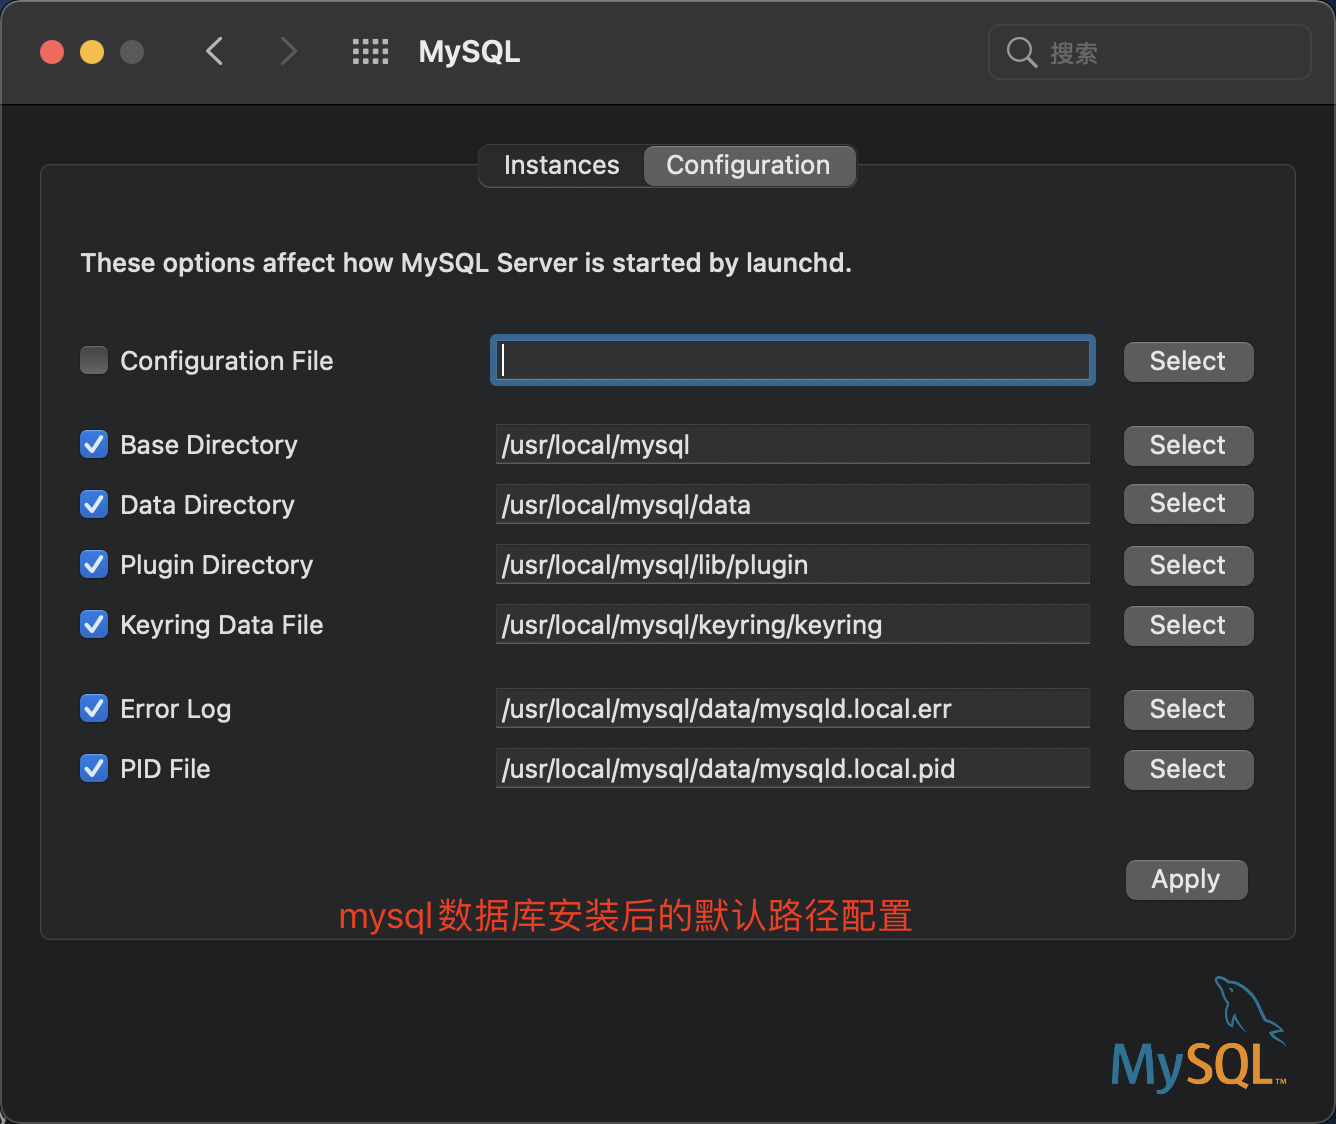 MySQL
搜索
Instances
Configuration
These options affect how MySQL Server is started by launchd.
Configuration File
Select
Base Directory
/usr/local/mysql
Select
Data Directory
/usr/local/mysql/data
Select
Plugin Directory
/usr/local/mysql/lib/plugin
Select
Keyring Data File
/usr/local/mysql/keyring/keyring
Select
Error Log
/usr/local/mysql/data/mysqld.local.err
Select
PID File
/usr/local/mysql/data/mysqld.local.pid
Select
Apply
mysql数据库安装后的默认路径配置
MySQL™